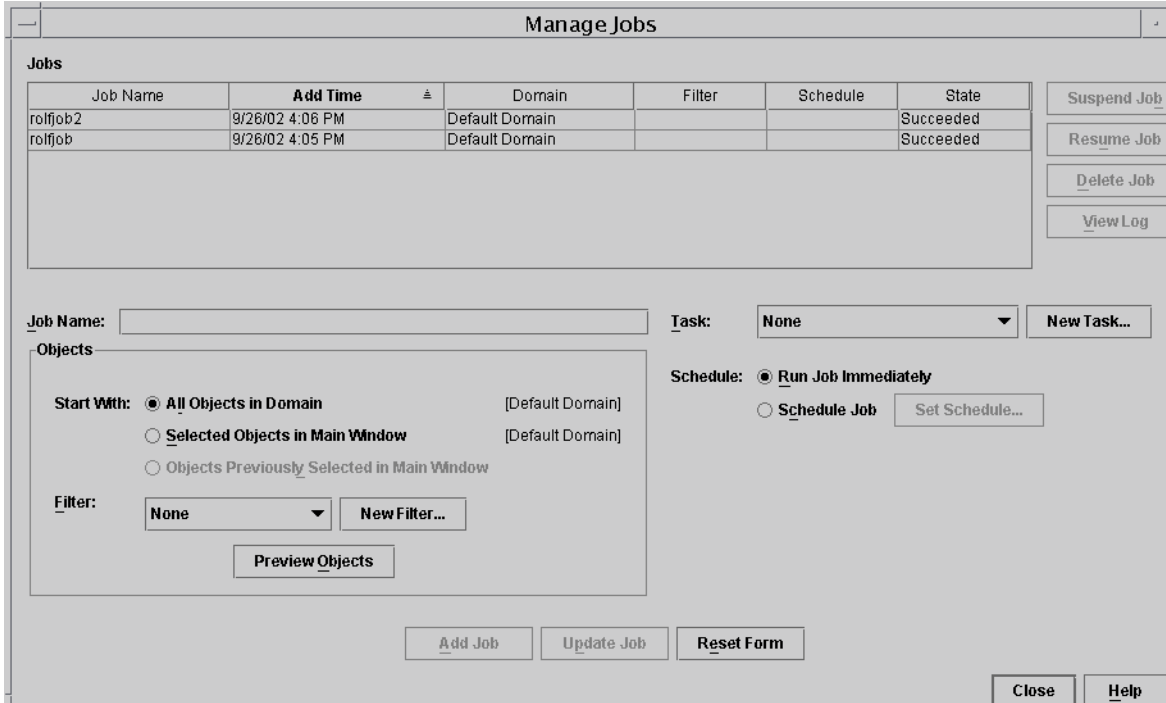 Manage Jobs
Jobs
Job Name Add Time Domain Filter Schedule State
rolfjob2 9/26/02 4:06 PM Default Domain Succeeded
rolfjob 9/26/02 4:05 PM Default Domain Succeeded
Suspend Job
Resume Job
Delete Job
View Log
Job Name:
Task: None New Task...
Objects
Start With: All Objects in Domain [Default Domain]
Selected Objects in Main Window [Default Domain]
Objects Previously Selected in Main Window
Filter: None New Filter...
Preview Objects
Schedule: Run Job Immediately
Schedule Job Set Schedule...
Add Job Update Job Reset Form
Close Help